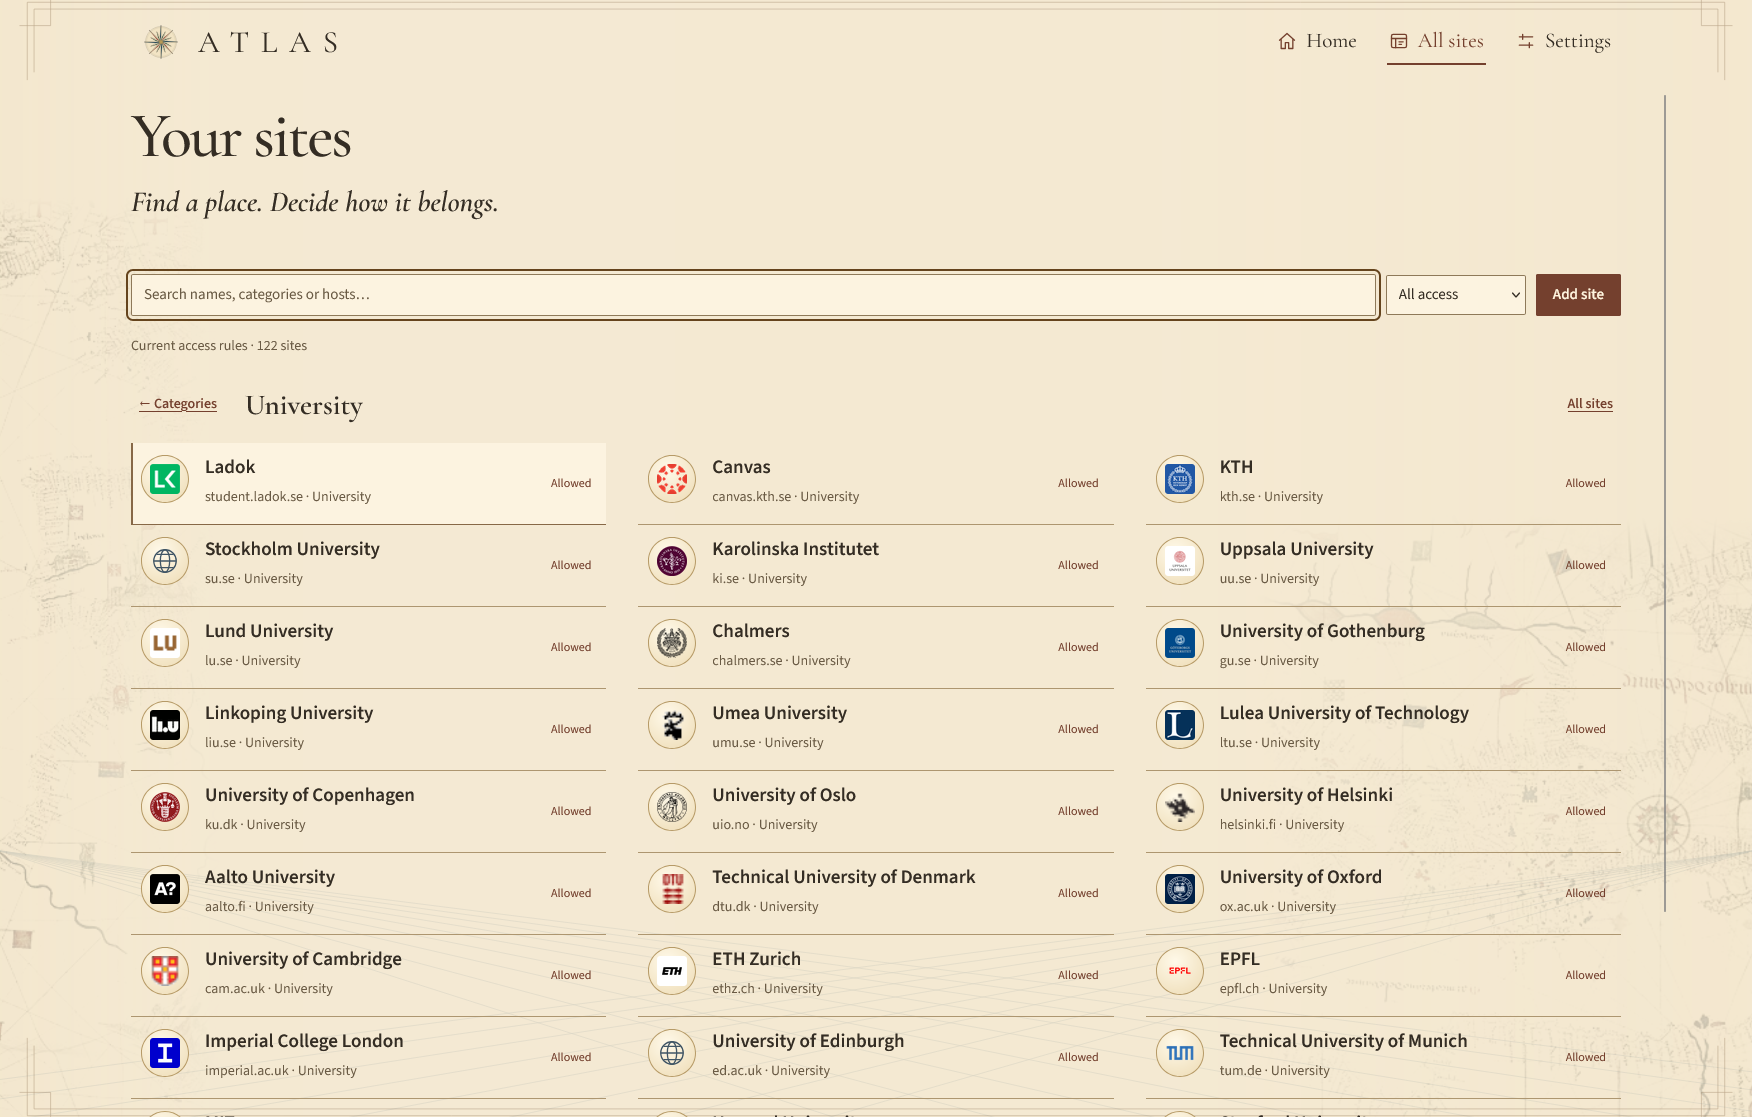 ATLAS
Home
All sites
Settings
Your sites
Find a place. Decide how it belongs.
Search names, categories or hosts…
All access
Add site
Current access rules · 122 sites
← Categories
University
All sites
Ladok
student.ladok.se · University
Allowed
Canvas
canvas.kth.se · University
Allowed
KTH
kth.se · University
Allowed
Stockholm University
su.se · University
Allowed
Karolinska Institutet
ki.se · University
Allowed
Uppsala University
uu.se · University
Allowed
LU
Lund University
lu.se · University
Allowed
Chalmers
chalmers.se · University
Allowed
University of Gothenburg
gu.se · University
Allowed
Linkoping University
liu.se · University
Allowed
Umea University
umu.se · University
Allowed
L
Lulea University of Technology
ltu.se · University
Allowed
University of Copenhagen
ku.dk · University
Allowed
University of Oslo
uio.no · University
Allowed
University of Helsinki
helsinki.fi · University
Allowed
A?
Aalto University
aalto.fi · University
Allowed
DTU
Technical University of Denmark
dtu.dk · University
Allowed
University of Oxford
ox.ac.uk · University
Allowed
University of Cambridge
cam.ac.uk · University
Allowed
ETH
ETH Zurich
ethz.ch · University
Allowed
EPFL
EPFL
epfl.ch · University
Allowed
I
Imperial College London
imperial.ac.uk · University
Allowed
University of Edinburgh
ed.ac.uk · University
Allowed
TUM
Technical University of Munich
tum.de · University
Allowed